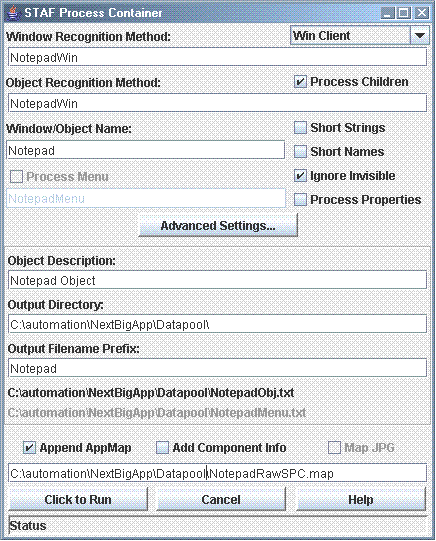 STAF Process Container
Window Recognition Method:
Win Client
NotepadWin
Object Recognition Method:
Process Children
NotepadWin
Window/Object Name:
Short Strings
Notepad
Short Names
Process Menu
Ignore Invisible
NotepadMenu
Process Properties
Advanced Settings...
Object Description:
Notepad Object
Output Directory:
C:\automation\NextBigApp\Datapool\
Output Filename Prefix:
Notepad
C:\automation\NextBigApp\Datapool\NotepadObj.txt
C:\automation\NextBigApp\Datapool\NotepadMenu.txt
Append AppMap Add Component Info Map JPG
C:\automation\NextBigApp\Datapool\NotepadRawSPC.map
Click to Run Cancel Help
Status